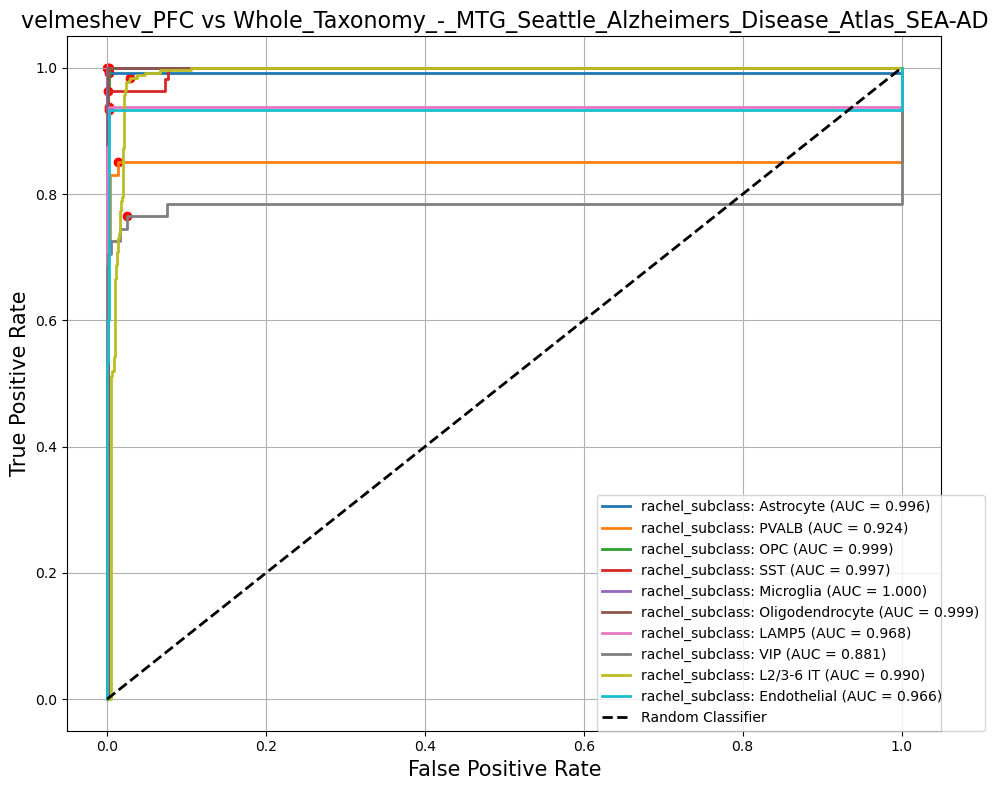 velmeshev_PFC vs Whole_Taxonomy_-_MTG_Seattle_Alzheimers_Disease_Atlas_SEA-AD
True Positive Rate
1.0
0.8
0.6
0.4
0.2
0.0
rachel_subclass: Astrocyte (AUC = 0.996)
rachel_subclass: PVALB (AUC = 0.924)
rachel_subclass: OPC (AUC = 0.999)
rachel_subclass: SST (AUC = 0.997)
rachel_subclass: Microglia (AUC = 1.000)
rachel_subclass: Oligodendrocyte (AUC = 0.999)
rachel_subclass: LAMP5 (AUC = 0.968)
rachel_subclass: VIP (AUC = 0.881)
rachel_subclass: L2/3-6 IT (AUC = 0.990)
rachel_subclass: Endothelial (AUC = 0.966)
Random Classifier
0.0 0.2 0.4 0.6 0.8 1.0
False Positive Rate